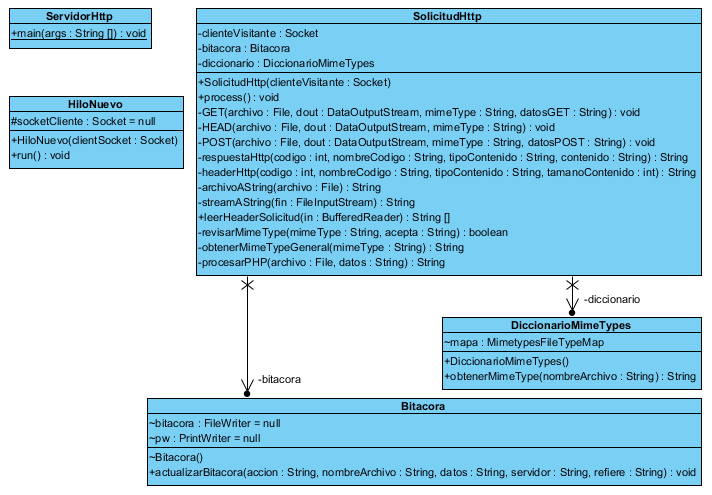 ServidorHttp
+main(args : String []) : void
HiloNuevo
#socketCliente : Socket = null
+HiloNuevo(clientSocket : Socket)
+run() : void
SolicitudHttp
-clienteVisitante : Socket
-bitacora : Bitacora
-diccionario : DiccionarioMimeTypes
+SolicitudHttp(clienteVisitante : Socket)
+process() : void
-GET(archivo : File, dout : DataOutputStream, mimeType : String, datosGET : String) : void
-HEAD(archivo : File, dout : DataOutputStream, mimeType : String) : void
-POST(archivo : File, dout : DataOutputStream, mimeType : String, datosPOST : String) : void
-respuestaHttp(codigo : int, nombreCodigo : String, tipoContenido : String, contenido : String) : String
-headerHttp(codigo : int, nombreCodigo : String, tipoContenido : String, tamanoContenido : int) : String
-archivoAString(archivo : File) : String
-streamAString(fin : FileInputStream) : String
+leerHeaderSolicitud(in : BufferedReader) : String []
-revisarMimeType(mimeType : String, acepta : String) : boolean
-obtenerMimeTypeGeneral(mimeType : String) : String
-procesarPHP(archivo : File, datos : String) : String
-diccionario
DiccionarioMimeTypes
~mapa : MimetypesFileTypeMap
+DiccionarioMimeTypes()
+obtenerMimeType(nombreArchivo : String) : String
-bitacora
Bitacora
~bitacora : FileWriter = null
~pw : PrintWriter = null
~Bitacora()
+actualizarBitacora(accion : String, nombreArchivo : String, datos : String, servidor : String, refiere : String) : void